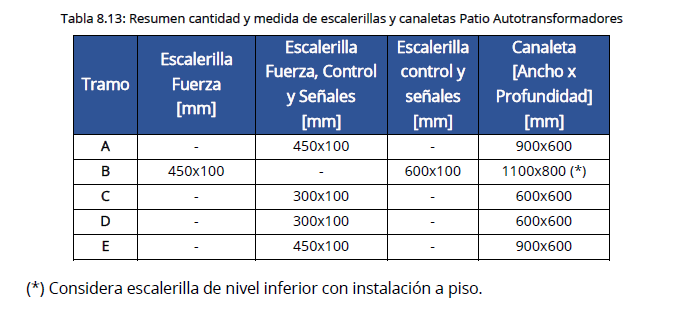 Tabla 8.13: Resumen cantidad y medida de escalerillas y canaletas Patio Autotransformadores
Tramo | Escalerilla Fuerza [mm] | Escalerilla Fuerza, Control y Señales [mm] | Escalerilla control y señales [mm] | Canaleta [Ancho x Profundidad] [mm]
A | - | 450x100 | - | 900x600
B | 450x100 | - | 600x100 | 1100x800 (*)
C | - | 300x100 | - | 600x600
D | - | 300x100 | - | 600x600
E | - | 450x100 | - | 900x600
(*) Considera escalerilla de nivel inferior con instalación a piso.